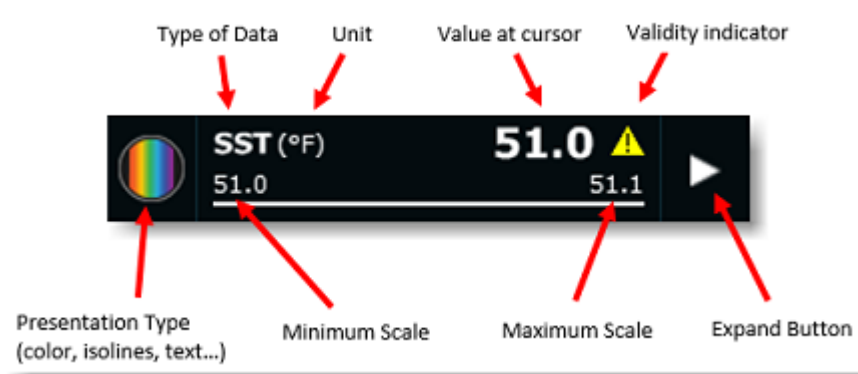 Type of Data Unit Value at cursor Validity indicator
SST (°F) 51.0
51.0 51.1
Presentation Type
(color, isolines, text...)
Minimum Scale Maximum Scale Expand Button